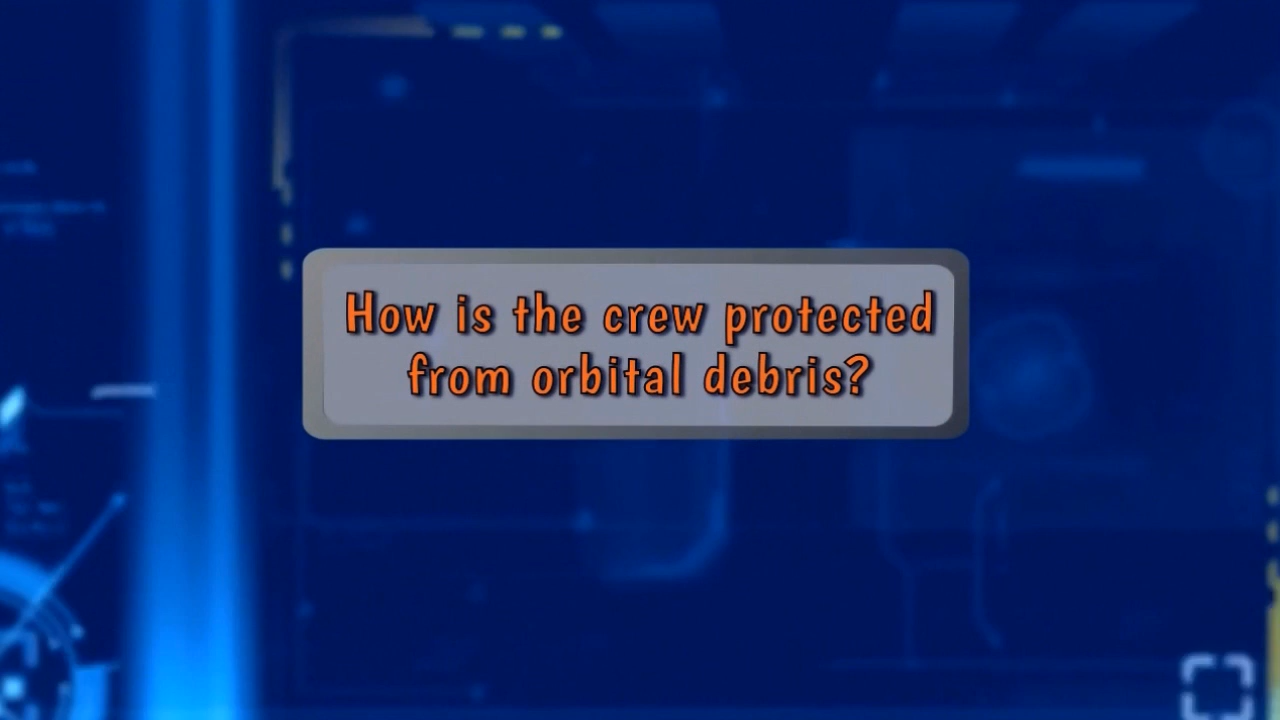 How is the crew protected
from orbital debris?